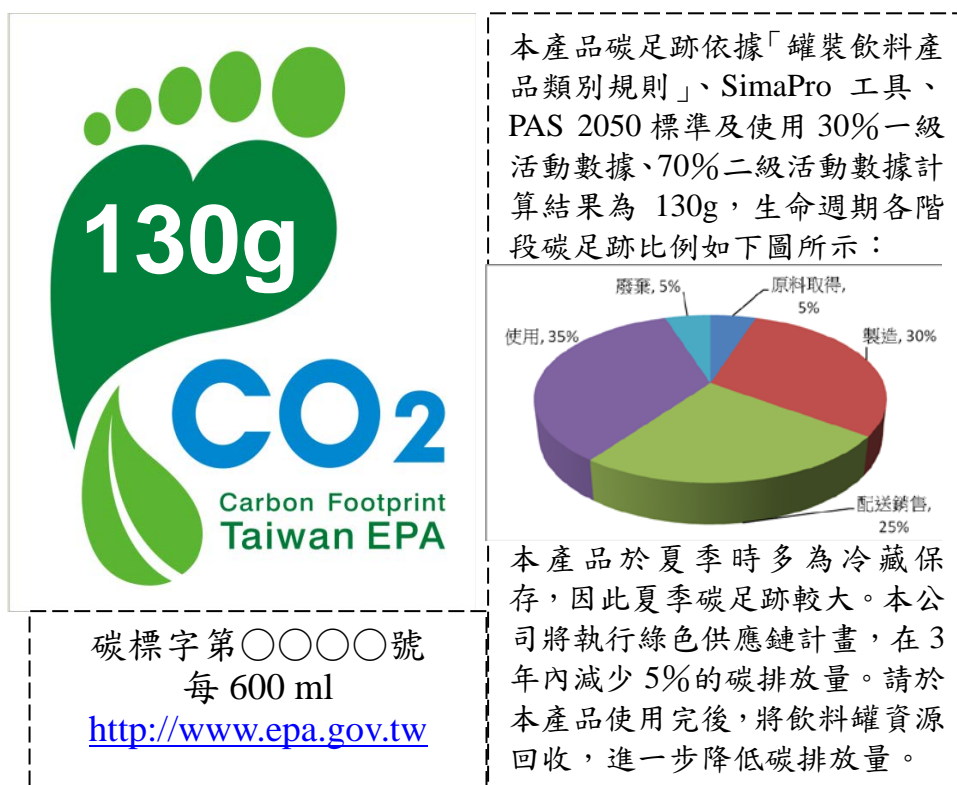 130g
CO2
Carbon Footprint
Taiwan EPA
碳標字第○○○○號
每 600 ml
http://www.epa.gov.tw
本產品碳足跡依據「罐裝飲料產
品類別規則」、SimaPro 工具、
PAS 2050 標準及使用 30%一級
活動數據、70%二級活動數據計
算結果為 130g，生命週期各階
段碳足跡比例如下圖所示：
廢棄, 5%
原料取得,
5%
使用, 35%
製造, 30%
配送銷售,
25%
本產品於夏季時多為冷藏保
存，因此夏季碳足跡較大。本公
司將執行綠色供應鏈計畫，在 3
年內減少 5%的碳排放量。請於
本產品使用完後，將飲料罐資源
回收，進一步降低碳排放量。